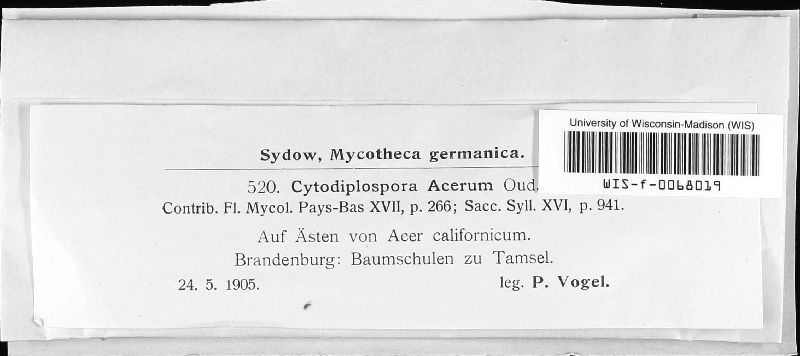 University of Wisconsin-Madison (WIS)
WIS-f-0068019
Sydow, Mycotheca germanica.
520. Cytodiplospora Acerum Oud.
Contrib. Fl. Mycol. Pays-Bas XVII, p. 266; Sacc. Syll. XVI, p. 941.
Auf Ästen von Acer californicum.
Brandenburg: Baumschulen zu Tamsel.
24. 5. 1905. leg. P. Vogel.